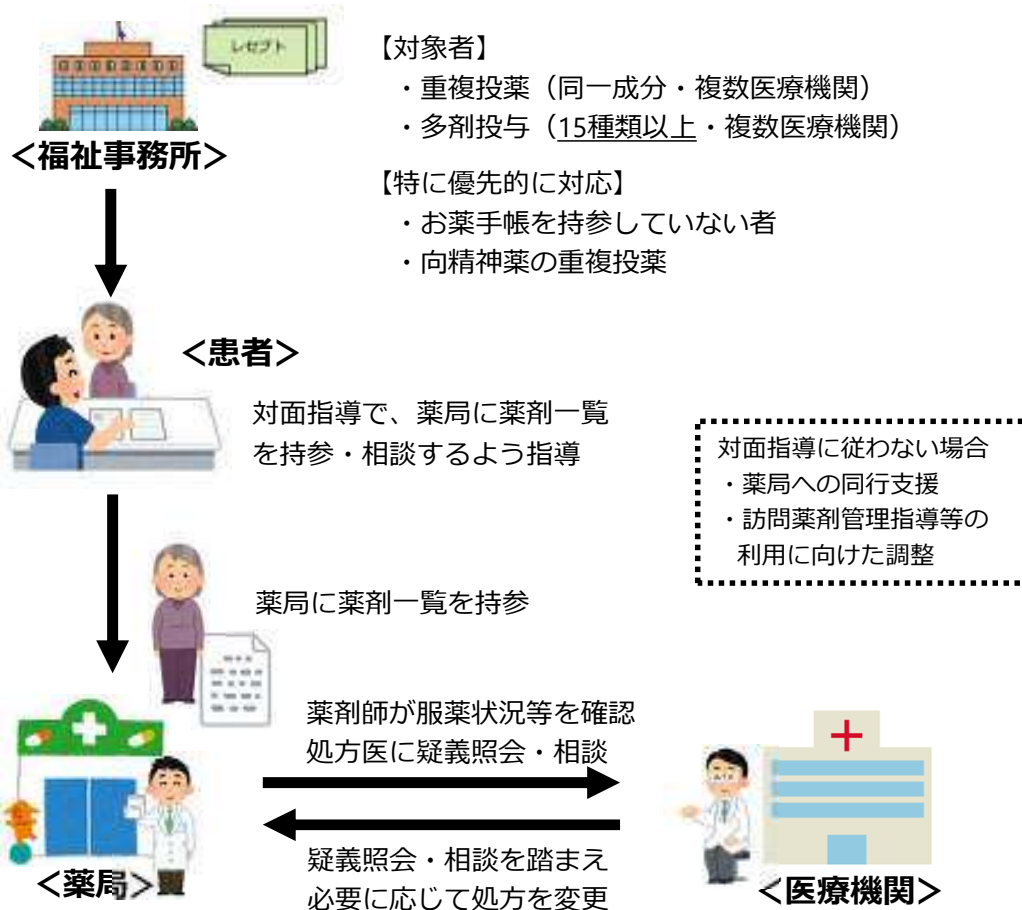 レセプト
【対象者】
・重複投薬（同一成分・複数医療機関）
・多剤投与（15種類以上・複数医療機関）
＜福祉事務所＞
【特に優先的に対応】
・お薬手帳を持参していない者
・向精神薬の重複投薬
＜患者＞
対面指導で、薬局に薬剤一覧
を持参・相談するよう指導
対面指導に従わない場合
・薬局への同行支援
・訪問薬剤管理指導等の
利用に向けた調整
薬局に薬剤一覧を持参
薬剤師が服薬状況等を確認
処方医に疑義照会・相談
疑義照会・相談を踏まえ
必要に応じて処方を変更
＜薬局＞
＜医療機関＞